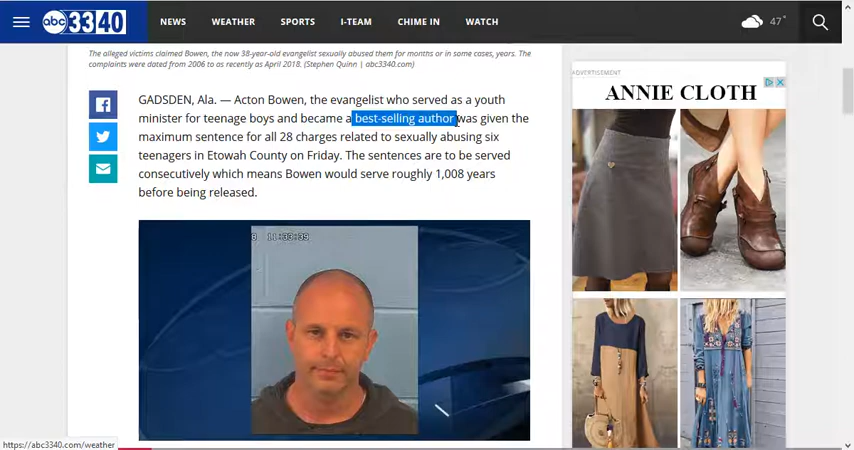 abc 33 40
NEWS WEATHER SPORTS I-TEAM CHIME IN WATCH 47°
The alleged victims claimed Bowen, the now 38-year-old evangelist sexually abused them for months or in some cases, years. The
complaints were dated from 2006 to as recently as April 2018. (Stephen Quinn | abc3340.com)
GADSDEN, Ala. — Acton Bowen, the evangelist who served as a youth
minister for teenage boys and became a best-selling author was given the
maximum sentence for all 28 charges related to sexually abusing six
teenagers in Etowah County on Friday. The sentences are to be served
consecutively which means Bowen would serve roughly 1,008 years
before being released.
ADVERTISEMENT
ANNIE CLOTH
https://abc3340.com/weather